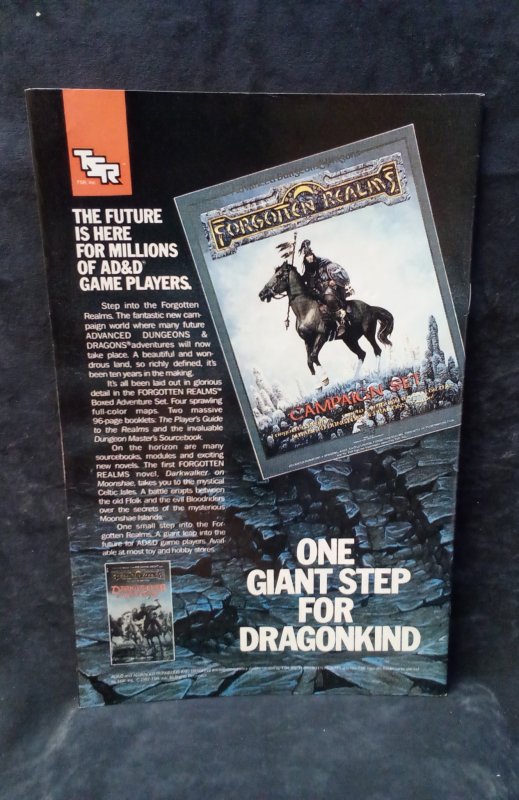 TSR
TSR, Inc.
THE FUTURE
IS HERE
FOR MILLIONS
OF AD&D®
GAME PLAYERS.
Step into the Forgotten
Realms. The fantastic new cam-
paign world where many future
ADVANCED DUNGEONS &
DRAGONS® adventures will now
take place. A beautiful and won-
drous land, so richly defined, it's
been ten years in the making.
It's all been laid out in glorious
detail in the FORGOTTEN REALMS™
Boxed Adventure Set. Four sprawling
full-color maps. Two massive
96-page booklets: The Player's Guide
to the Realms and the invaluable
Dungeon Master's Sourcebook.
On the horizon are many
sourcebooks, modules and exciting
new novels. The first FORGOTTEN
REALMS novel, Darkwalker on
Moonshae, takes you to the mystical
Celtic Isles. A battle erupts between
the old Ffolk and the evil Bloodriders
over the secrets of the mysterious
Moonshae Islands.
One small step into the For-
gotten Realms. A giant leap into the
future for AD&D game players. Avail-
able at most toy and hobby stores.
Advanced Dungeons & Dragons
FORGOTTEN REALMS
CAMPAIGN SET
ONE
GIANT STEP
FOR
DRAGONKIND